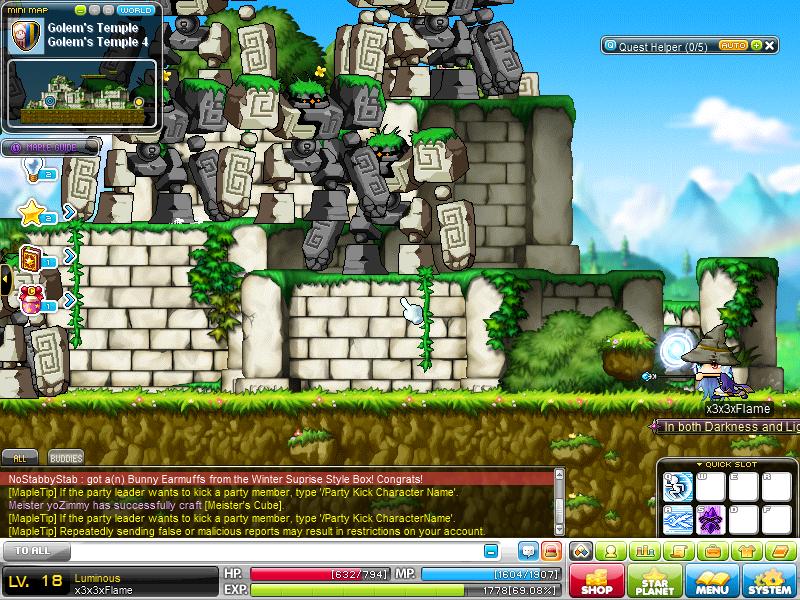 MINI MAP
WORLD
Golem's Temple
Golem's Temple 4
Quest Helper (0/5)
AUTO
MAPLE GUIDE
2
2
1
1
x3x3xFlame
In both Darkness and Lig
ALL
BUDDIES
QUICK SLOT
NoStabbyStab : got a(n) Bunny Earmuffs from the Winter Suprise Style Box! Congrats!
[MapleTip] If the party leader wants to kick a party member, type '/Party Kick Character Name'.
Meister yoZimmy has successfully craft [Meister's Cube].
[MapleTip] If the party leader wants to kick a party member, type '/Party Kick CharacterName'.
[MapleTip] Repeatedly sending false or malicious reports may result in restrictions on your account.
Q W E R
A D F
TO ALL
LV. 18
Luminous
x3x3xFlame
HP. [632/794] MP. [1604/1907]
EXP. 1778[69.08%]
SHOP
STAR PLANET
MENU
SYSTEM